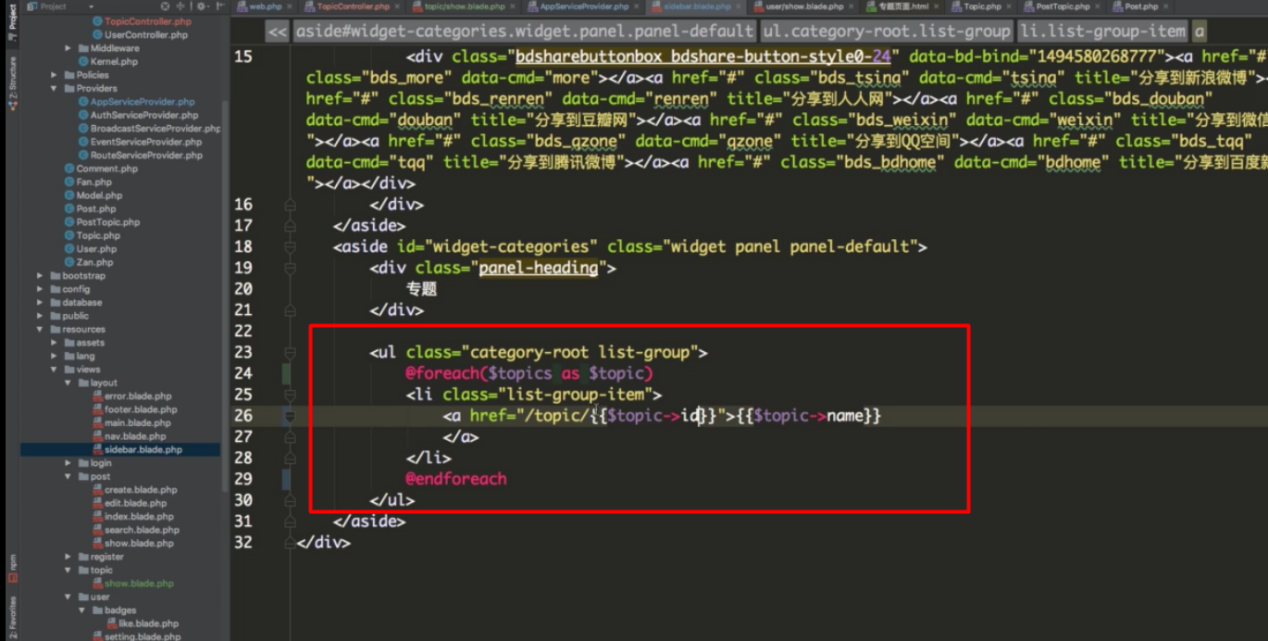 Project
web.php
TopicController.php
topic/show.blade.php
AppServiceProvider.php
sidebar.blade.php
user/show.blade.php
专题页面.html
Topic.php
PostTopic.php
Post.php
<< aside#widget-categories.widget.panel.panel-default ul.category-root.list-group li.list-group-item a
1: Project
2: Structure
npm
2: Favorites
TopicController.php
UserController.php
Middleware
Kernel.php
Policies
Providers
AppServiceProvider.php
AuthServiceProvider.php
BroadcastServiceProvider.php
EventServiceProvider.php
RouteServiceProvider.php
Comment.php
Fan.php
Model.php
Post.php
PostTopic.php
Topic.php
User.php
Zan.php
bootstrap
config
database
public
resources
assets
lang
views
layout
error.blade.php
footer.blade.php
main.blade.php
nav.blade.php
sidebar.blade.php
login
post
create.blade.php
edit.blade.php
index.blade.php
search.blade.php
show.blade.php
register
topic
show.blade.php
user
badges
like.blade.php
setting.blade.php
15 <div class="bdsharebuttonbox bdshare-button-style0-24" data-bd-bind="1494580268777"><a href="#"
class="bds_more" data-cmd="more"></a><a href="#" class="bds_tsina" data-cmd="tsina" title="分享到新浪微博"><
href="#" class="bds_renren" data-cmd="renren" title="分享到人人网"></a><a href="#" class="bds_douban"
data-cmd="douban" title="分享到豆瓣网"></a><a href="#" class="bds_weixin" data-cmd="weixin" title="分享到微信
"></a><a href="#" class="bds_qzone" data-cmd="qzone" title="分享到QQ空间"></a><a href="#" class="bds_tqq"
data-cmd="tqq" title="分享到腾讯微博"></a><a href="#" class="bds_bdhome" data-cmd="bdhome" title="分享到百度新
"></a></div>
16 </div>
17 </aside>
18 <aside id="widget-categories" class="widget panel panel-default">
19 <div class="panel-heading">
20 专题
21 </div>
22
23 <ul class="category-root list-group">
24 @foreach($topics as $topic)
25 <li class="list-group-item">
26 <a href="/topic/{{$topic->id}}">{{$topic->name}}
27 </a>
28 </li>
29 @endforeach
30 </ul>
31 </aside>
32 </div>